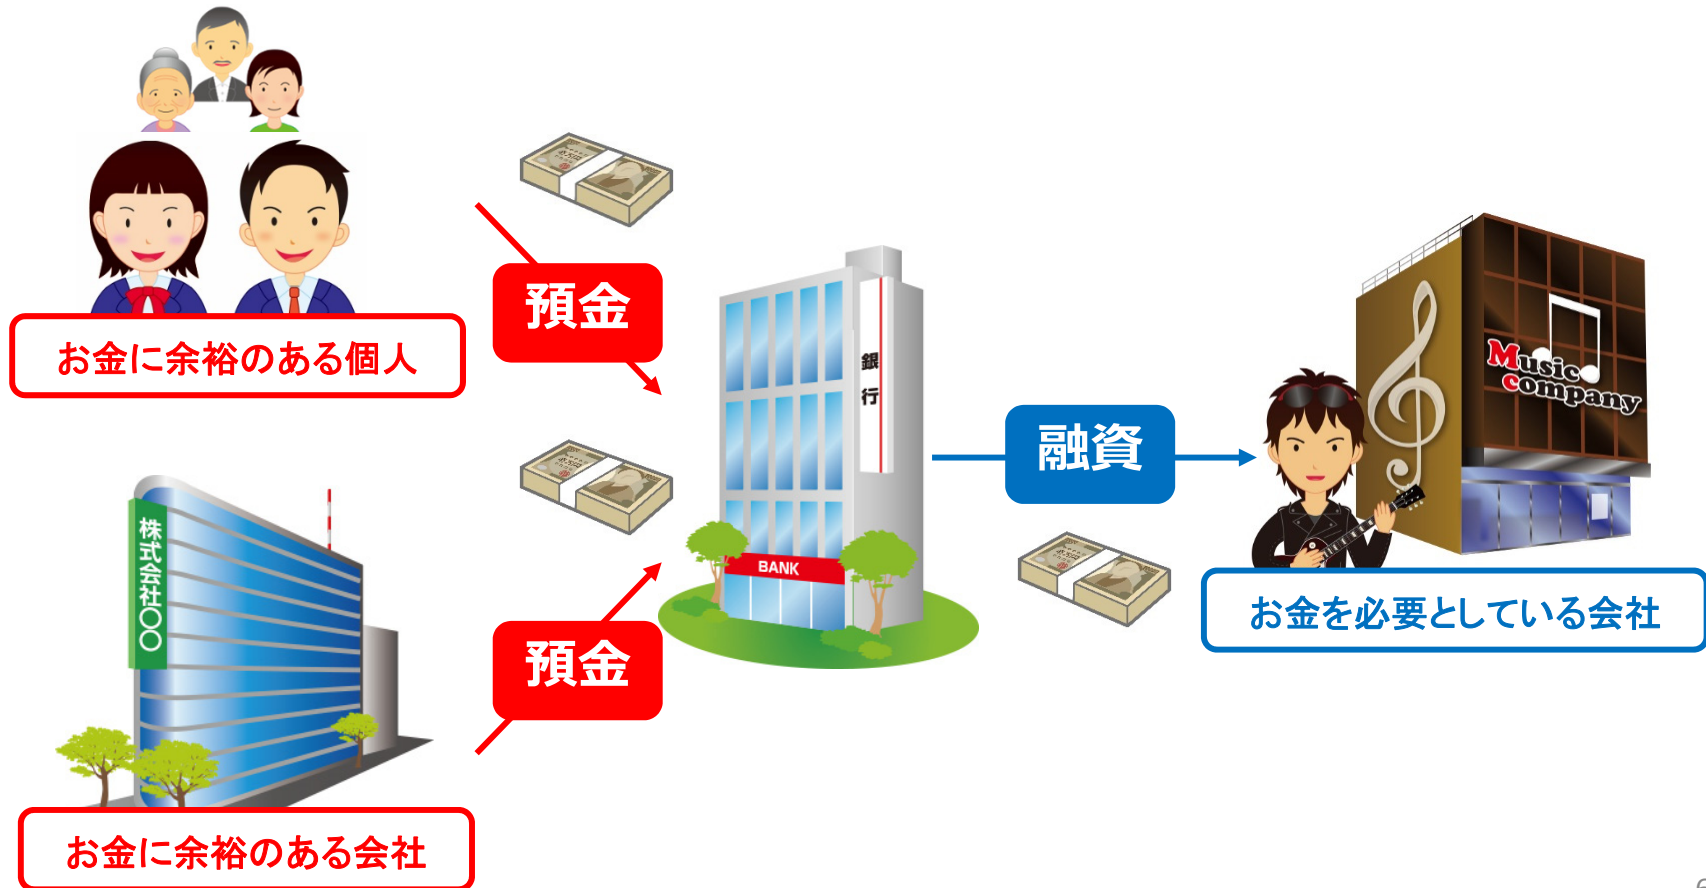 お金に余裕のある個人
預金
銀行
BANK
融資
Music
company
お金を必要としている会社
株式会社〇〇
預金
お金に余裕のある会社